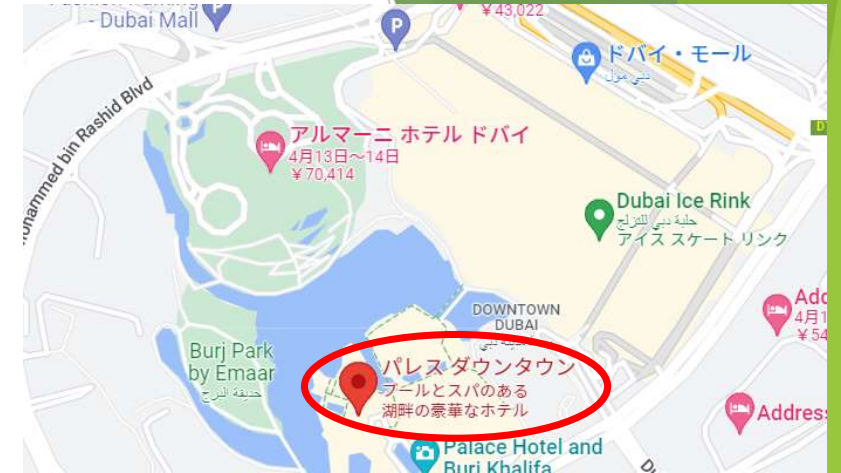 - Dubai Mall
P
P
¥43,022
ドバイ・モール
دبي مول
D
bin Rashid Blvd
アルマーニ ホテル ドバイ
4月13日～14日
¥70,414
Dubai Ice Rink
حلبة دبي للتزلج
アイス スケート リンク
DOWNTOWN
DUBAI
Burj Park
by Emaar
حديقة البرج
パレス ダウンタウン
プールとスパのある
湖畔の豪華なホテル
Palace Hotel and
Burj Khalifa
Add
4月1
¥54
Addres